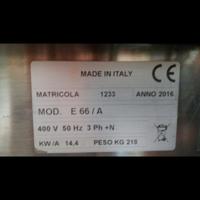 MADE IN ITALY CE
MATRICOLA 1233 ANNO 2016
MOD. E 66 / A
400 V 50 Hz 3 Ph +N
KW /A 14,4 PESO KG 218